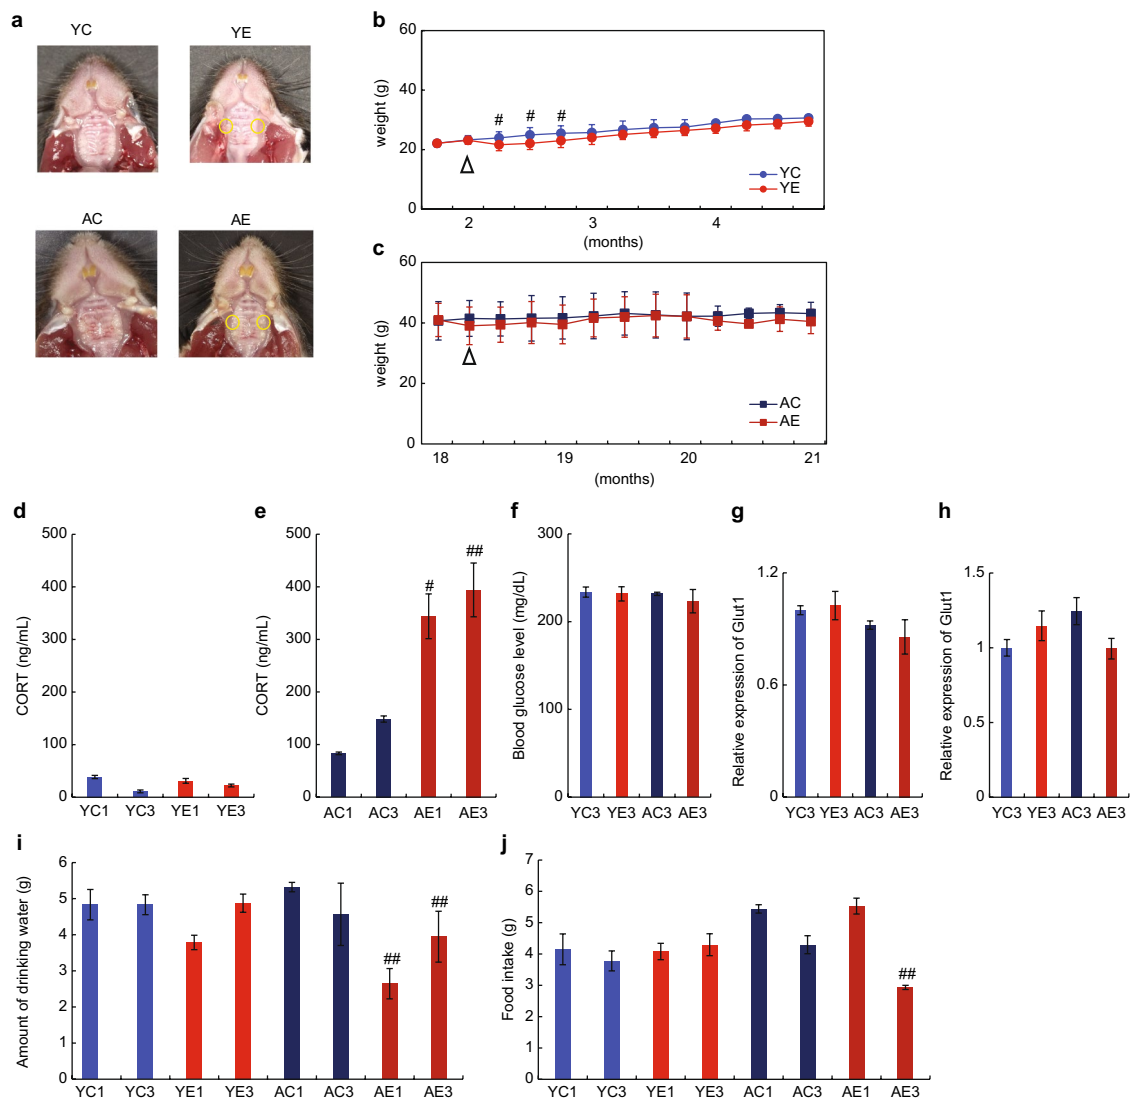 a
YC
YE
AC
AE
b
60
40
20
0
weight (g)
# # #
YC
YE
2 3 4
(months)
c
60
40
20
0
weight (g)
AC
AE
18 19 20 21
(months)
d
500
400
300
200
100
0
CORT (ng/mL)
YC1 YC3 YE1 YE3
e
500
400
300
200
100
0
CORT (ng/mL)
#
##
AC1 AC3 AE1 AE3
f
300
200
100
0
Blood glucose level (mg/dL)
YC3 YE3 AC3 AE3
g
1.2
0.6
0
Relative expression of Glut1
YC3 YE3 AC3 AE3
h
1.5
1
0.5
0
Relative expression of Glut1
YC3 YE3 AC3 AE3
i
6
5
4
3
2
1
0
Amount of drinking water (g)
##
##
YC1 YC3 YE1 YE3 AC1 AC3 AE1 AE3
j
7
6
5
4
3
2
1
0
Food intake (g)
##
YC1 YC3 YE1 YE3 AC1 AC3 AE1 AE3